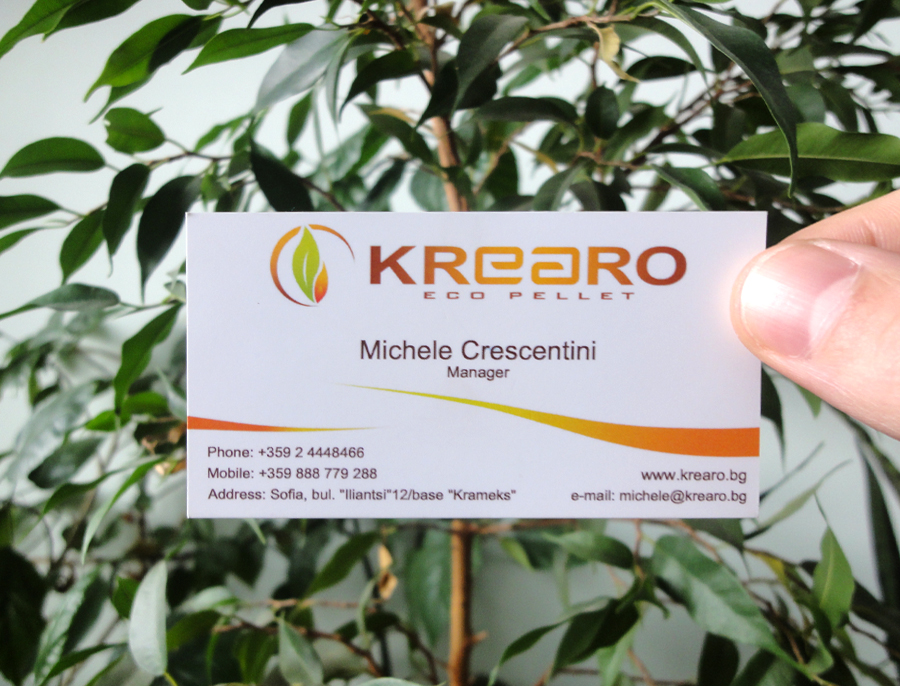 KREARO
ECO PELLET
Michele Crescentini
Manager
Phone: +359 2 4448466
Mobile: +359 888 779 288
Address: Sofia, bul. "Iliantsi"12/base "Krameks"
www.krearo.bg
e-mail: michele@krearo.bg